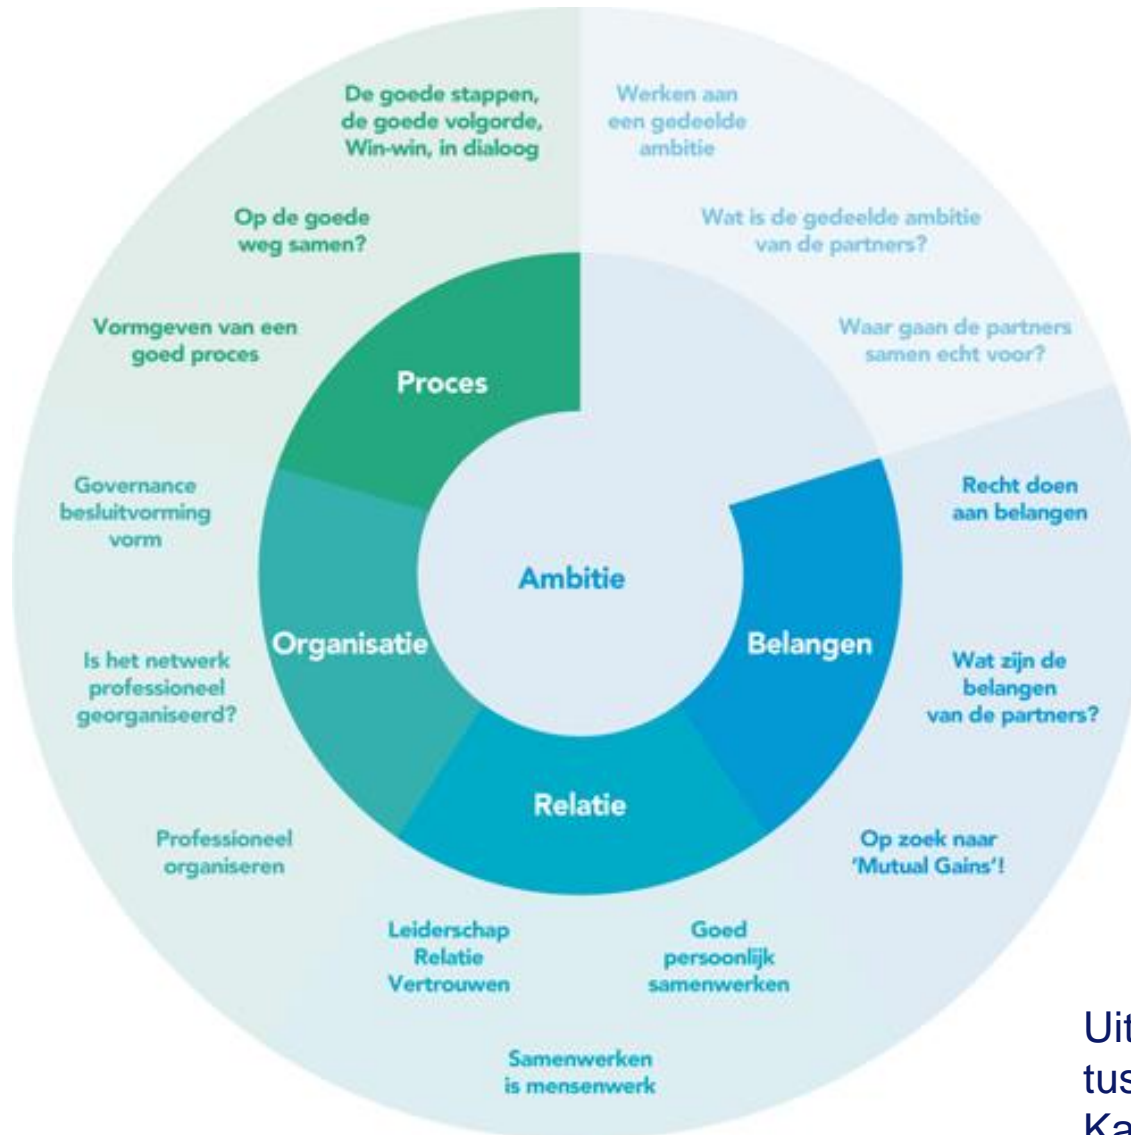 De goede stappen,
de goede volgorde,
Win-win, in dialoog
Op de goede
weg samen?
Vormgeven van een
goed proces
Werken aan
een gedeelde
ambitie
Wat is de gedeelde ambitie
van de partners?
Waar gaan de partners
samen echt voor?
Proces
Ambitie
Organisatie
Belangen
Relatie
Governance
besluitvorming
vorm
Is het netwerk
professioneel
georganiseerd?
Professioneel
organiseren
Recht doen
aan belangen
Wat zijn de
belangen
van de partners?
Op zoek naar
'Mutual Gains'!
Leiderschap
Relatie
Vertrouwen
Goed
persoonlijk
samenwerken
Samenwerken
is mensenwerk